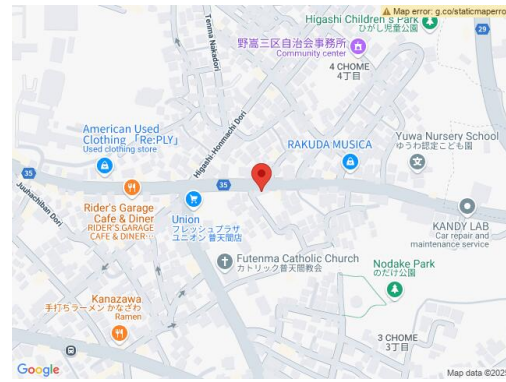 Map error: g.co/staticmaperro
Higashi Children's Park
ひがし児童公園
29
野嵩三区自治会事務所
Community center
4 CHOME
4丁目
Tenma Nakadori
Higashi-Honmachi Dori
American Used
Clothing 「Re:PLY」
Used clothing store
RAKUDA MUSICA
Yuwa Nursery School
ゆうわ認定こども園
35
35
Juuhachiban Dori
Rider's Garage
Cafe & Diner
RIDER'S GARAGE
CAFE & DINER
Union
フレッシュプラザ
ユニオン 普天間店
KANDY LAB
Car repair and
maintenance service
Futenma Catholic Church
カトリック普天間教会
Nodake Park
のだけ公園
Kanazawa
手打ちラーメン かなざわ
Ramen
3 CHOME
3丁目
Google
Map data ©2025